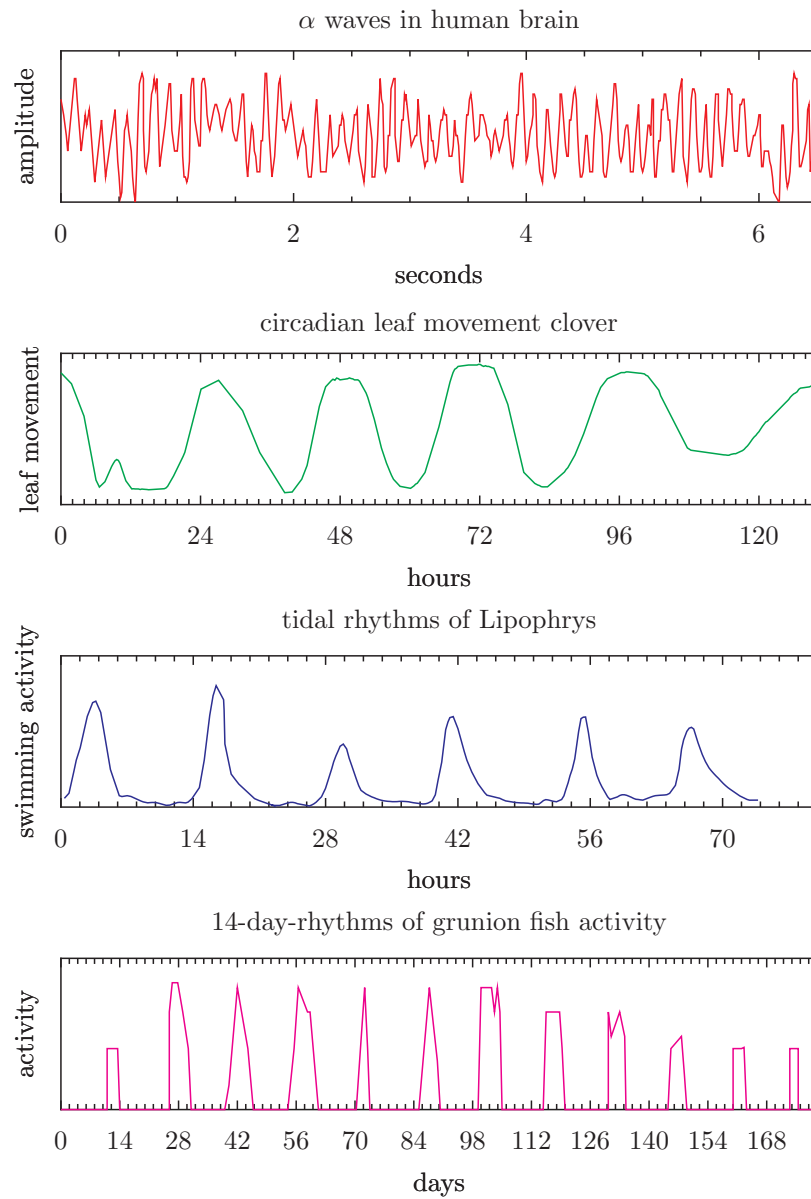 α waves in human brain
amplitude
0 2 4 6
seconds
circadian leaf movement clover
leaf movement
0 24 48 72 96 120
hours
tidal rhythms of Lipophrys
swimming activity
0 14 28 42 56 70
hours
14-day-rhythms of grunion fish activity
activity
0 14 28 42 56 70 84 98 112 126 140 154 168
days